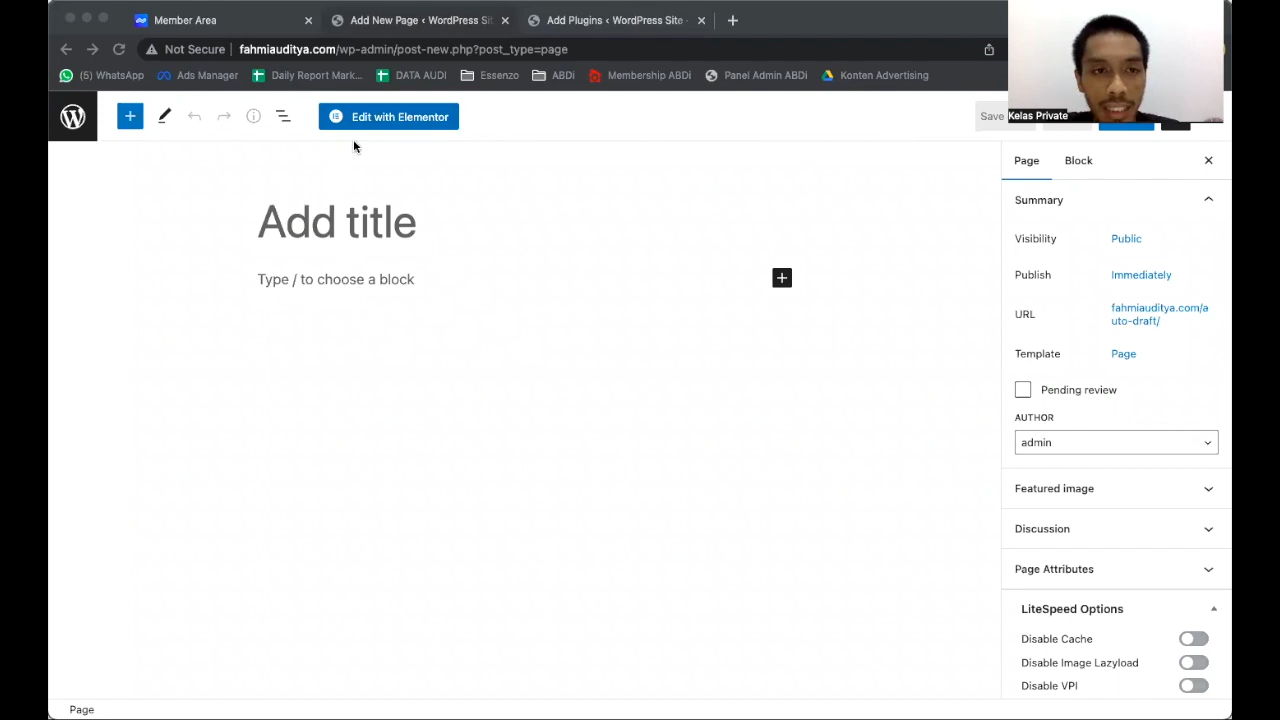 Member Area
Add New Page ‹ WordPress Sit
Add Plugins ‹ WordPress Site
Not Secure
fahmiauditya.com/wp-admin/post-new.php?post_type=page
(5) WhatsApp
Ads Manager
Daily Report Mark...
DATA AUDI
Essenzo
ABDi
Membership ABDi
Panel Admin ABDi
Konten Advertising
Kelas Private
Edit with Elementor
Save
Page
Block
Add title
Type / to choose a block
Summary
Visibility
Public
Publish
Immediately
URL
fahmiauditya.com/a
uto-draft/
Template
Page
Pending review
AUTHOR
admin
Featured image
Discussion
Page Attributes
LiteSpeed Options
Disable Cache
Disable Image Lazyload
Disable VPI
Page